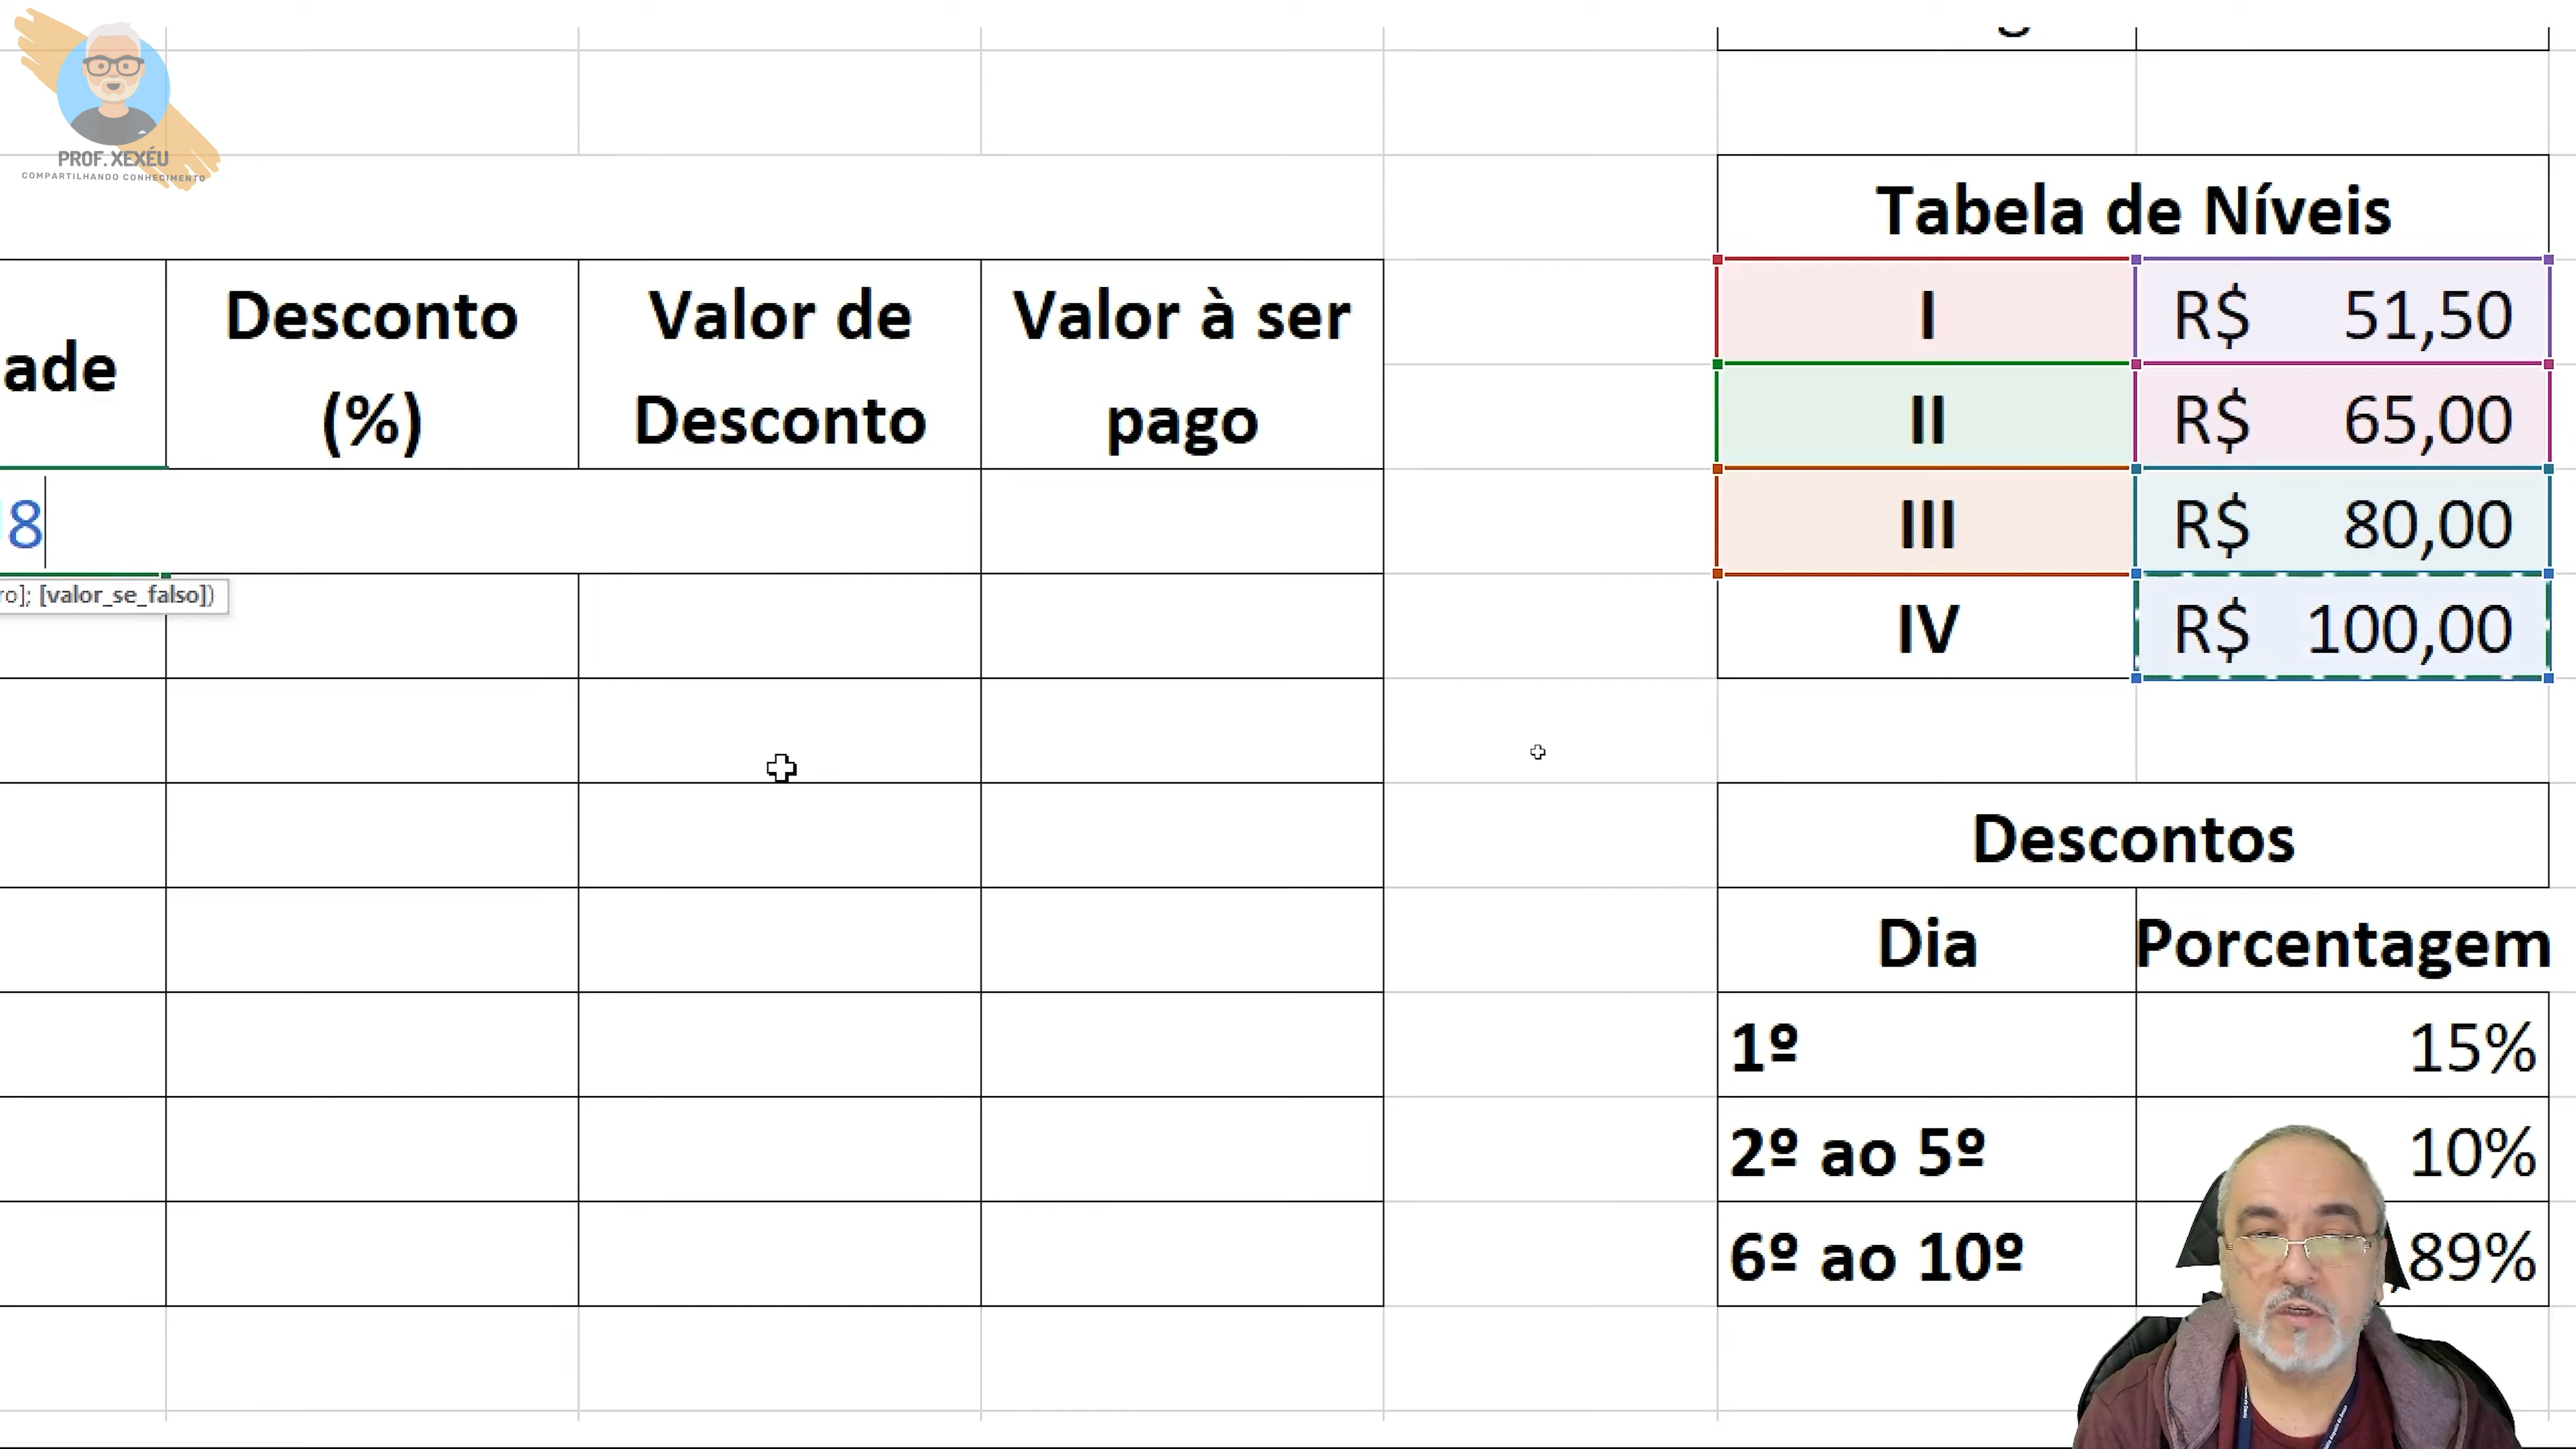 PROF. XEXÉU
COMPARTILHANDO CONHECIMENTO
Tabela de Níveis
ade
Desconto
(%)
Valor de
Desconto
Valor à ser
pago
I R$ 51,50
II R$ 65,00
8
III R$ 80,00
ro]; [valor_se_falso])
IV R$ 100,00
Descontos
Dia Porcentagem
1º 15%
2º ao 5º 10%
6º ao 10º 89%